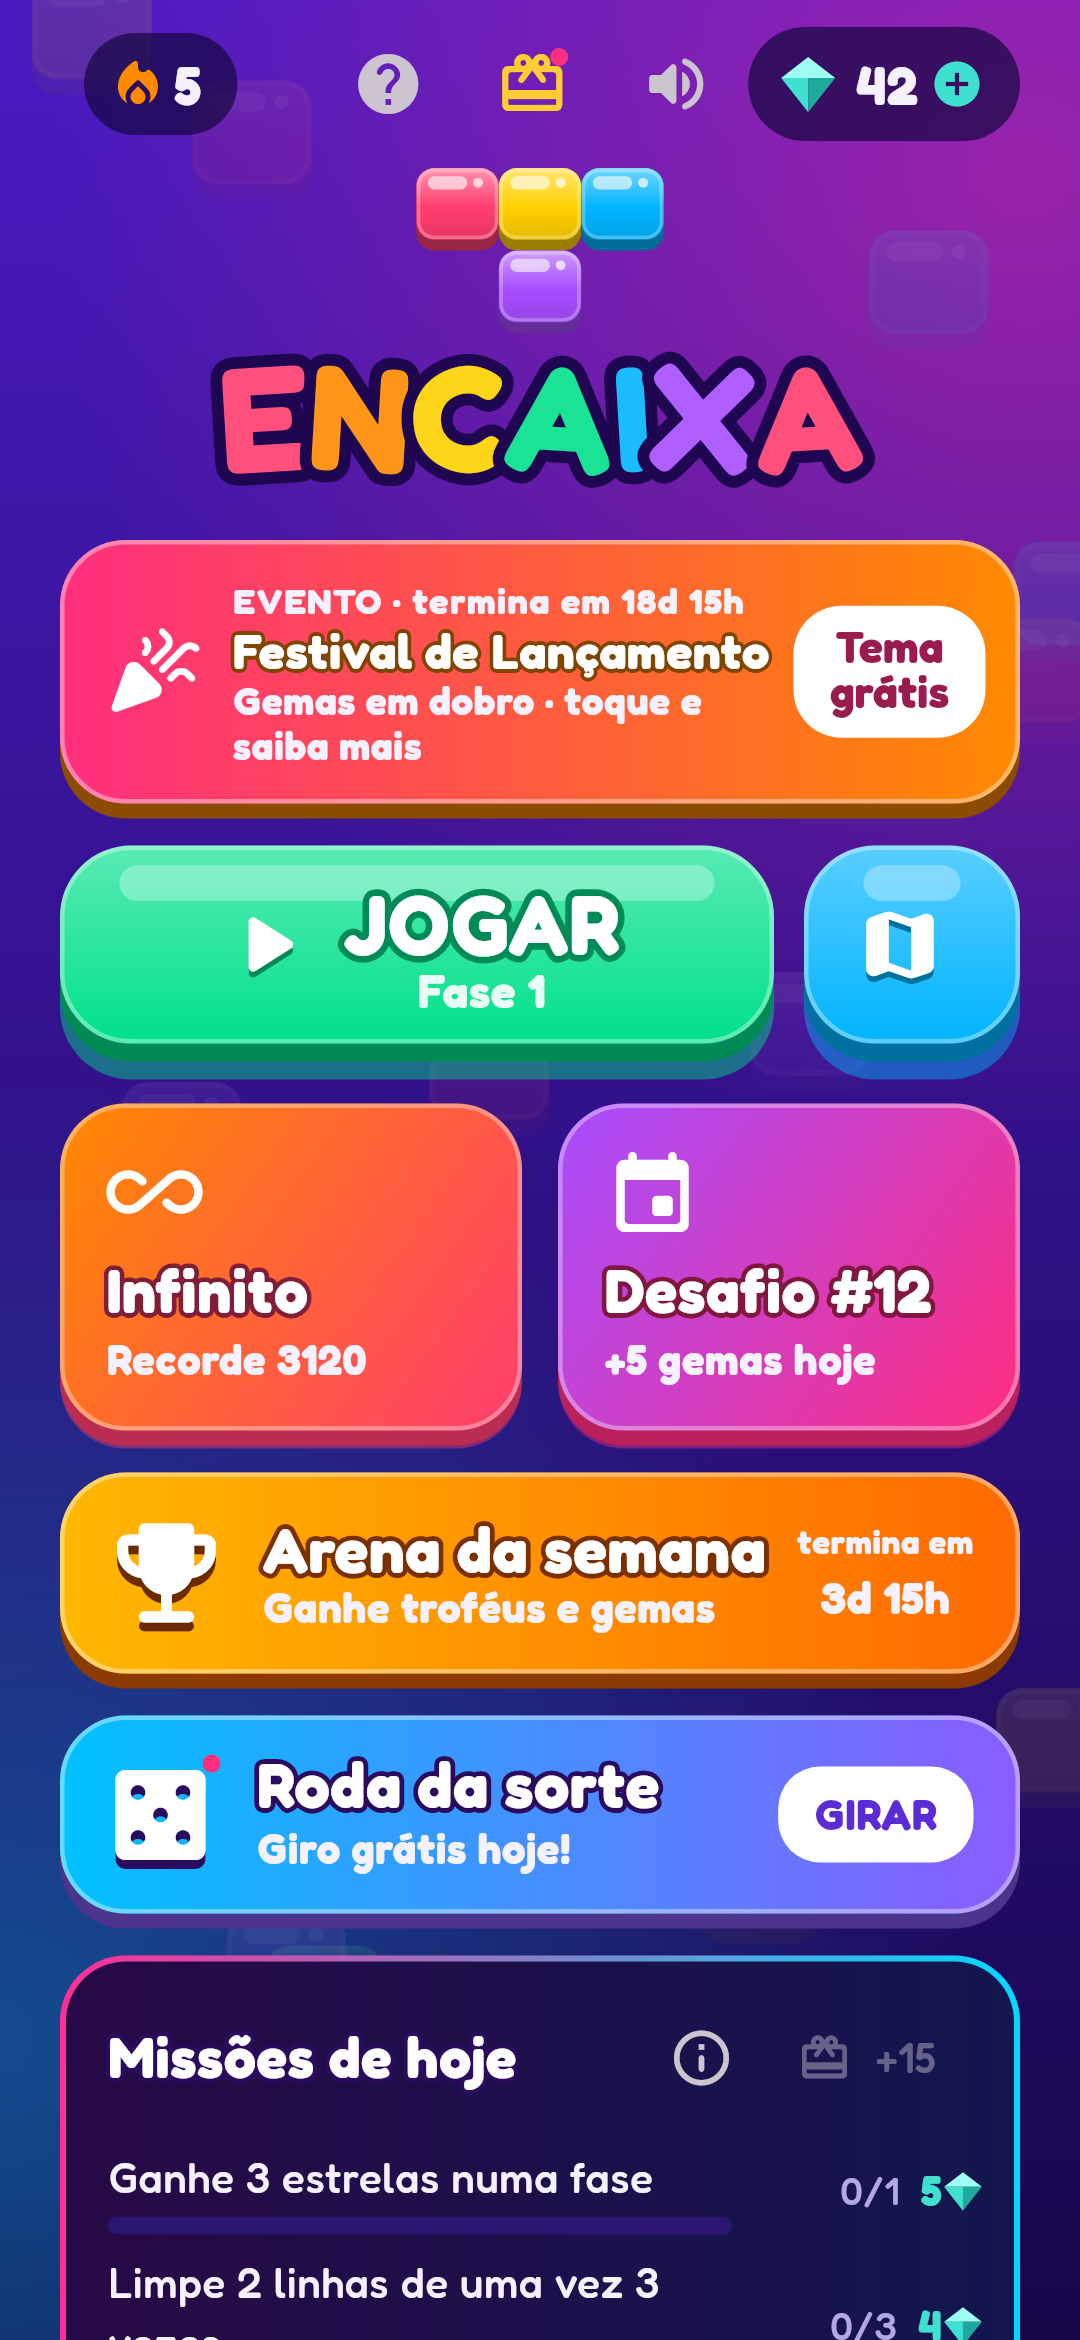 5
42
ENCAIXA
EVENTO · termina em 18d 15h
Festival de Lançamento
Gemas em dobro · toque e
saiba mais
Tema
grátis
JOGAR
Fase 1
Infinito
Recorde 3120
Desafio #12
+5 gemas hoje
Arena da semana
Ganhe troféus e gemas
termina em
3d 15h
Roda da sorte
Giro grátis hoje!
GIRAR
Missões de hoje
+15
Ganhe 3 estrelas numa fase
0/1 5
Limpe 2 linhas de uma vez 3
0/3 4